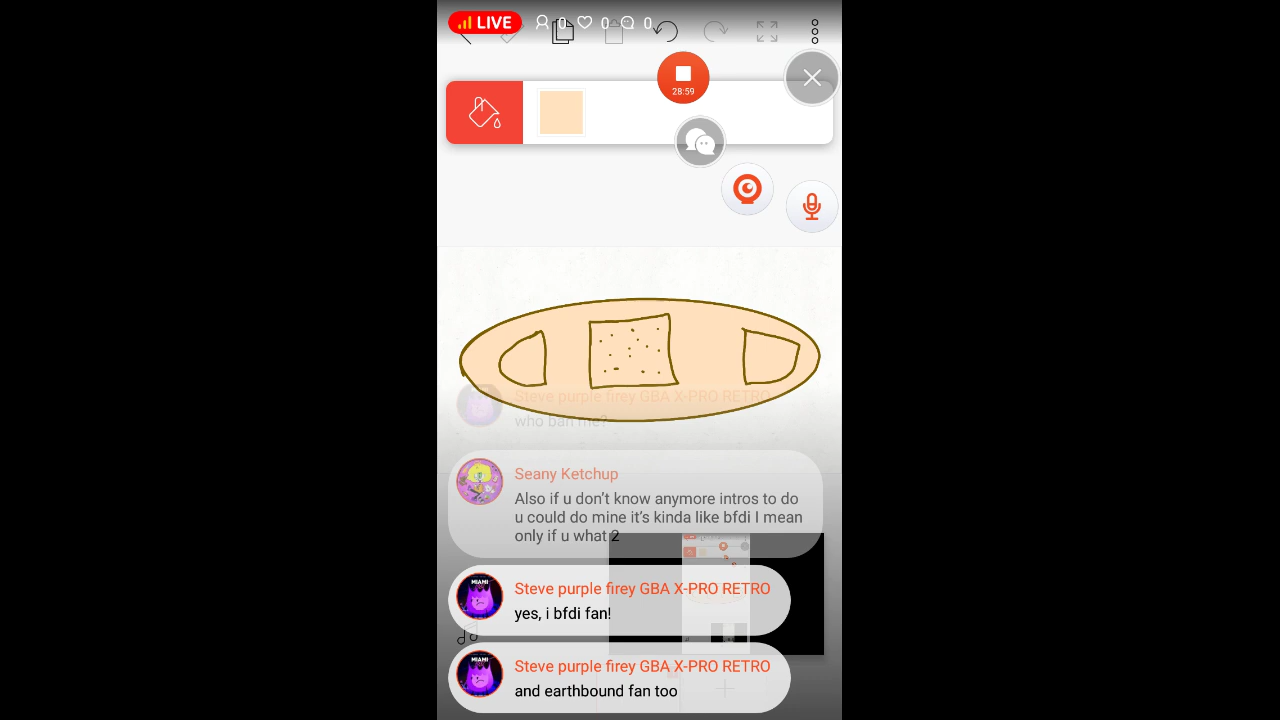 LIVE 0 0 0
28:59
Steve purple firey GBA X-PRO RETRO
who ban me?
Seany Ketchup
Also if u don't know anymore intros to do
u could do mine it's kinda like bfdi I mean
only if u what 2
MIAMI
Steve purple firey GBA X-PRO RETRO
yes, i bfdi fan!
MIAMI
Steve purple firey GBA X-PRO RETRO
and earthbound fan too